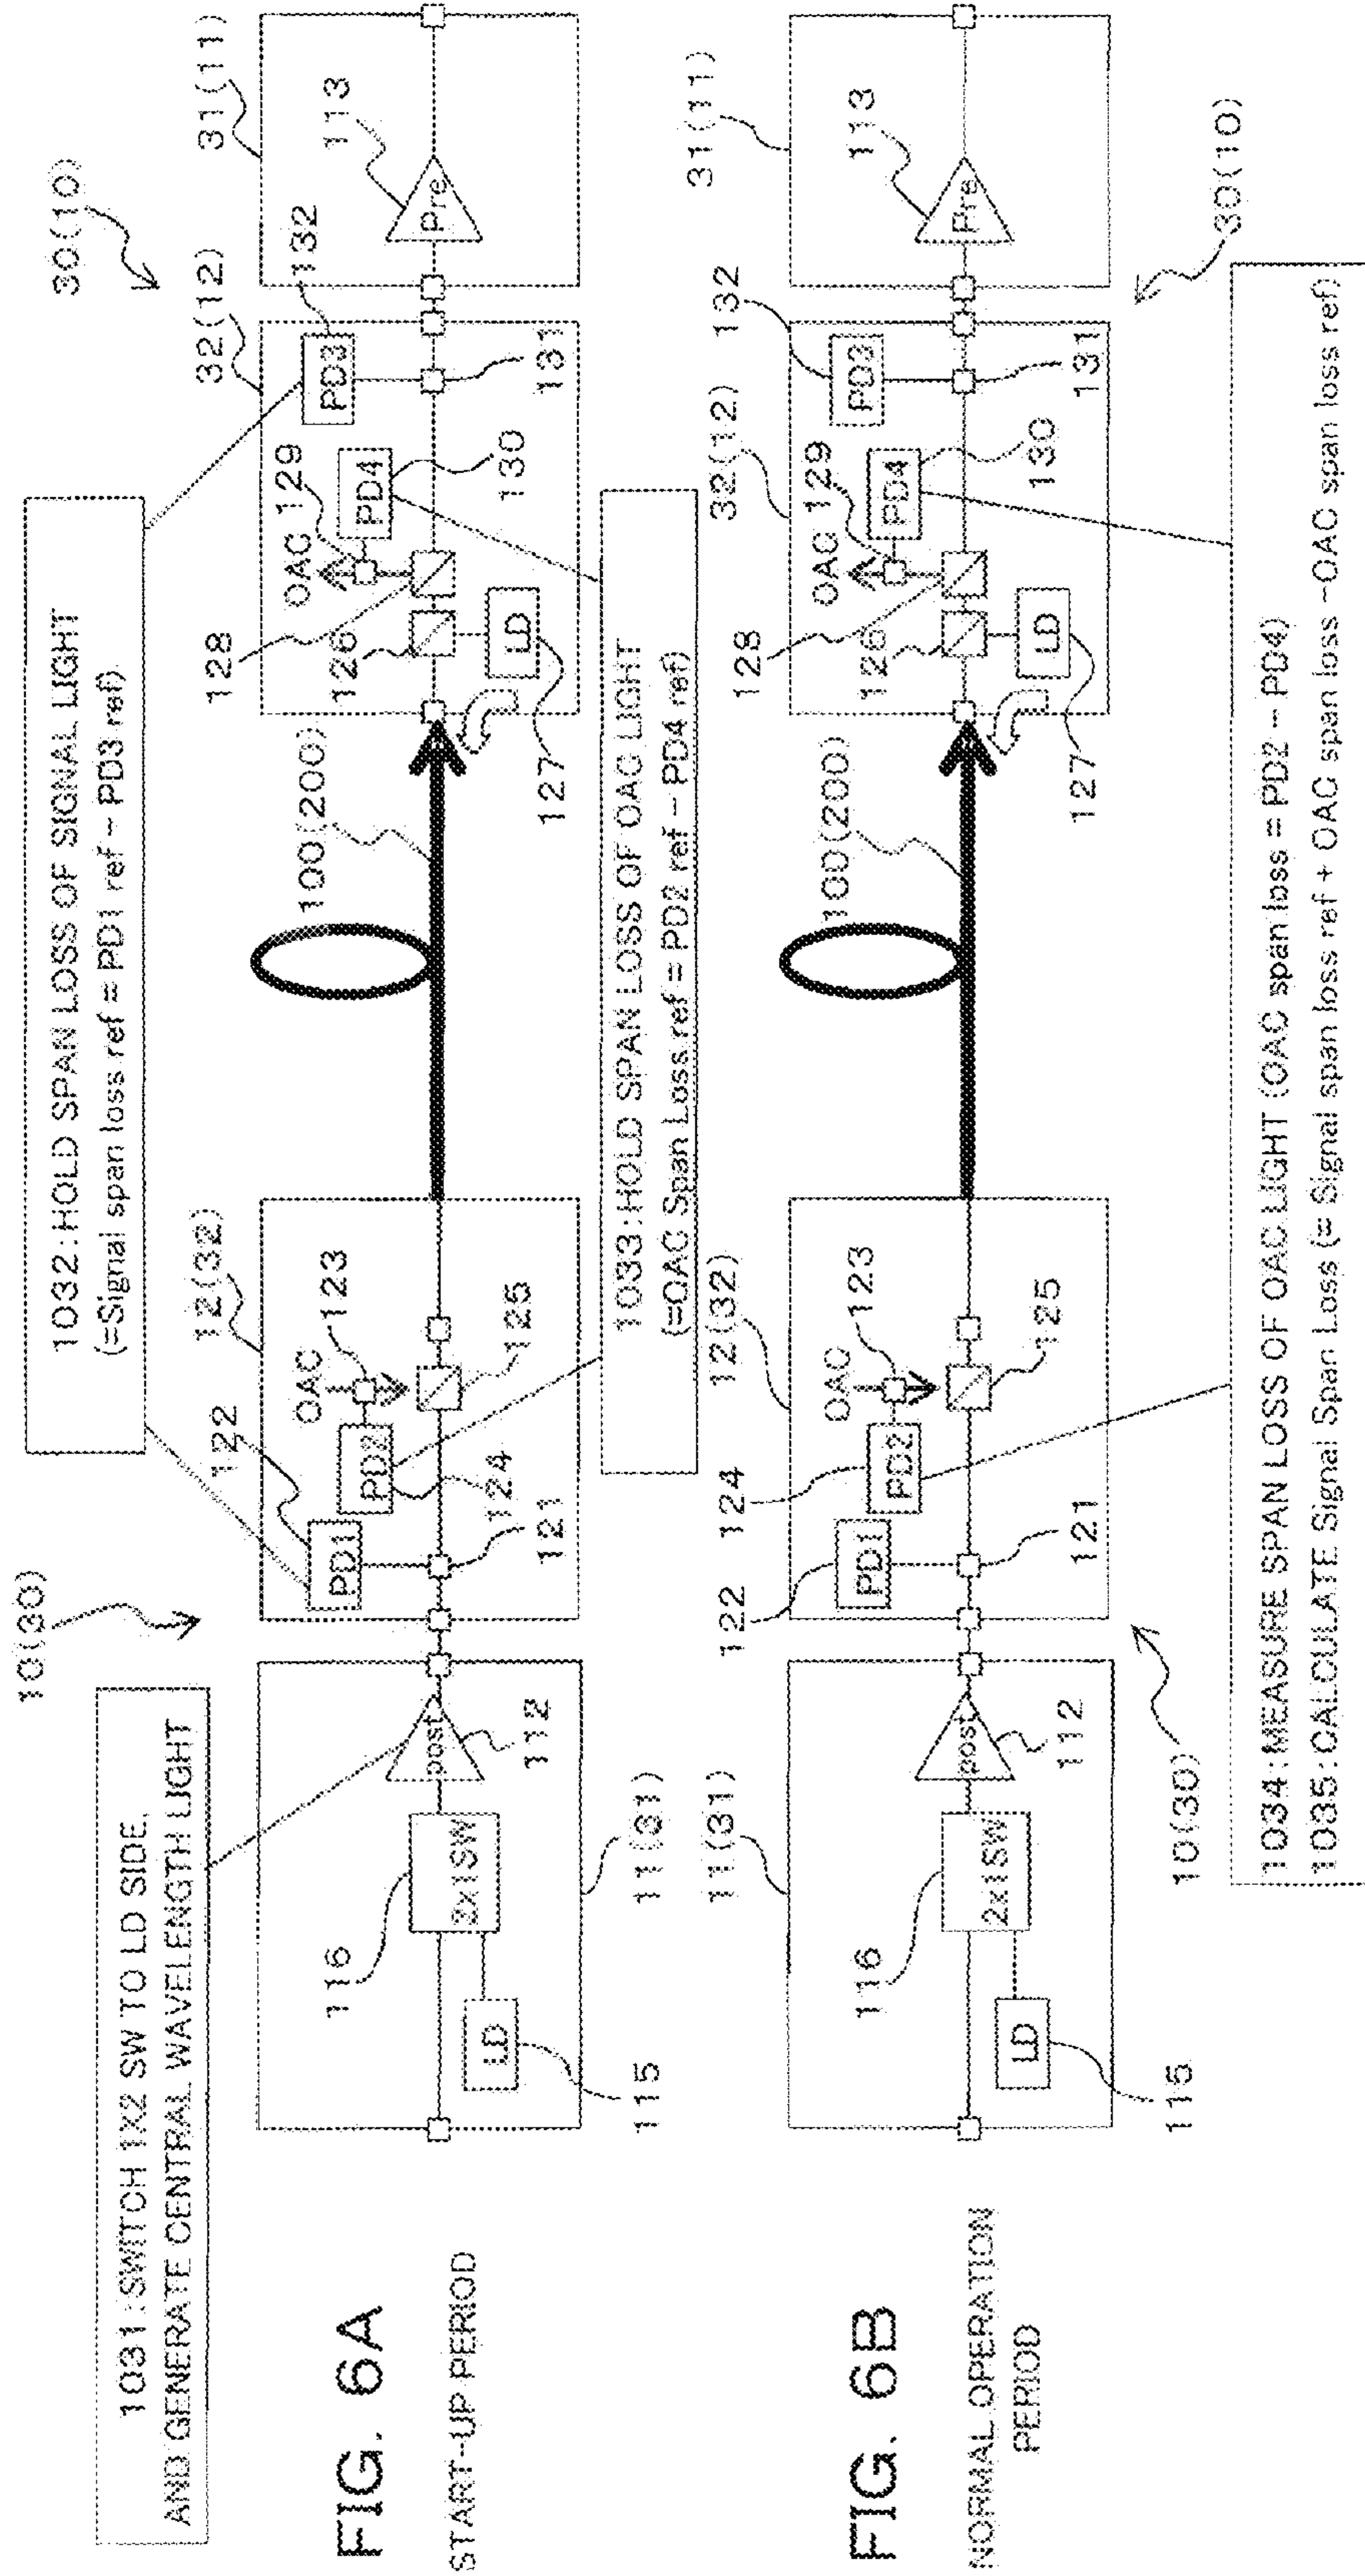 1031:SWITCH 1X2 SW TO LD SIDE,
AND GENERATE CENTRAL WAVELENGTH LIGHT
10(30)
1032:HOLD SPAN LOSS OF SIGNAL LIGHT
(=Signal span loss ref = PD1 ref - PD3 ref)
30(10)
FIG. 6A
START-UP PERIOD
116
2x1SW
LD
115
post
112
11(31)
12(32)
122
PD1
PD2
OAC
123
124
125
121
100(200)
32(12)
128
126
OAC
129
PD4
130
PD3
132
131
LD
127
31(11)
113
Pre
1033:HOLD SPAN LOSS OF OAC LIGHT
(=OAC Span Loss ref = PD2 ref - PD4 ref)
FIG. 6B
NORMAL OPERATION
PERIOD
11(31)
116
2x1SW
LD
115
post
112
10(30)
12(32)
122
124
PD1
PD2
OAC
123
125
121
100(200)
32(12)
128
126
OAC
129
PD4
130
PD3
132
131
LD
127
31(11)
113
Pre
30(10)
1034:MEASURE SPAN LOSS OF OAC LIGHT (OAC span loss = PD2 - PD4)
1035:CALCULATE Signal Span Loss (= Signal span loss ref + OAC span loss -OAC span loss ref)